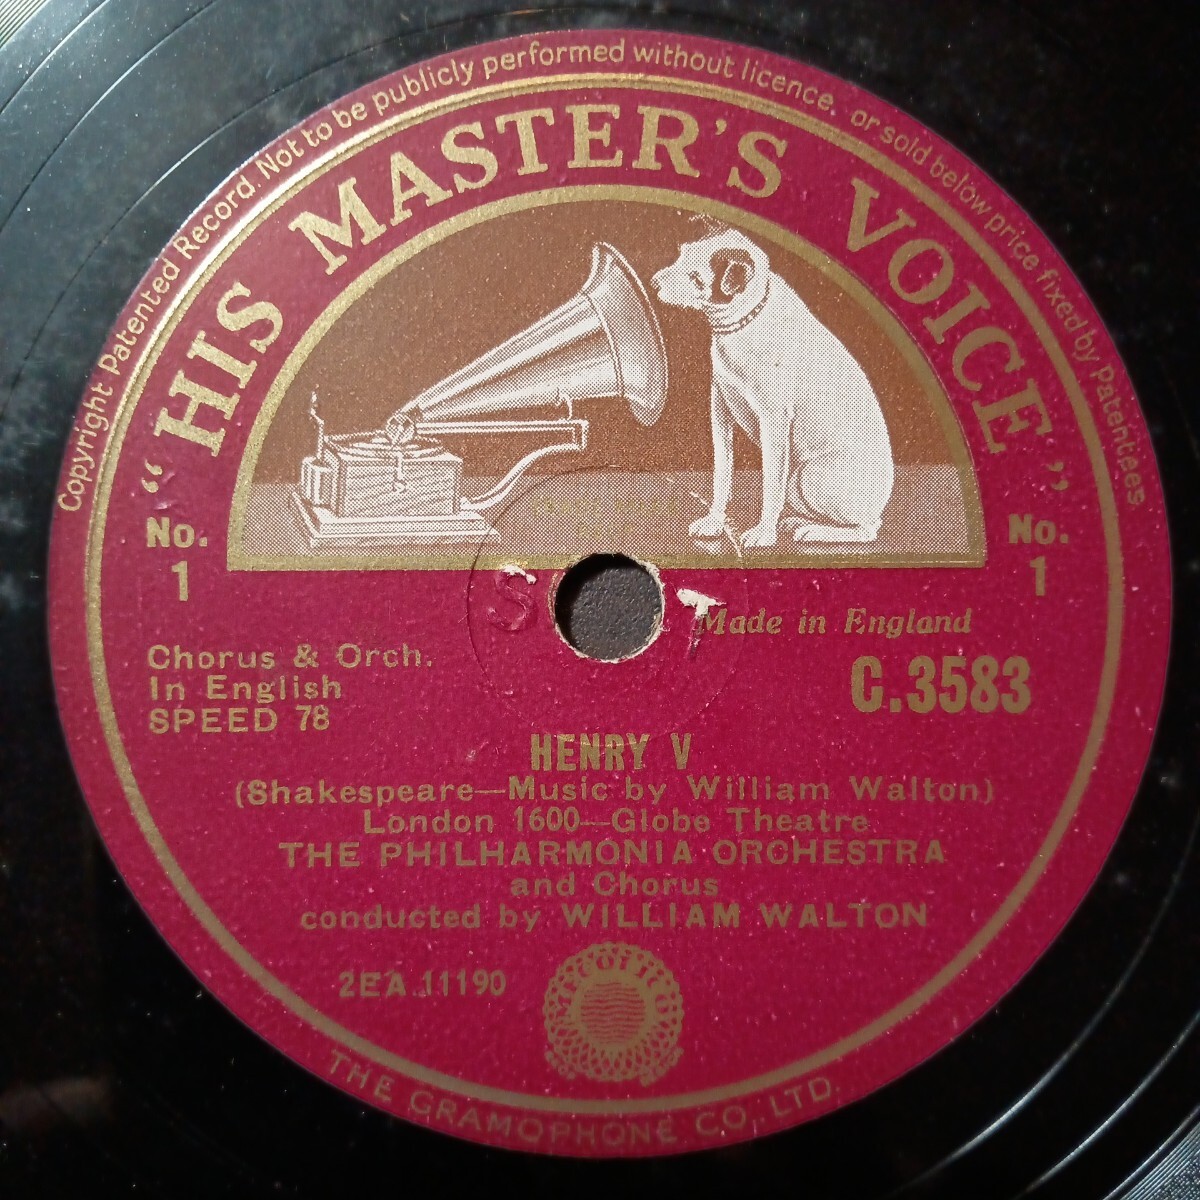 Copyright Patented Record. Not to be publicly performed without licence. or sold below price fixed by Patentees
"HIS MASTER'S VOICE"
No.
1
No.
1
Made in England
Chorus & Orch.
In English
SPEED 78
C.3583
HENRY V
(Shakespeare—Music by William Walton)
London 1600—Globe Theatre
THE PHILHARMONIA ORCHESTRA
and Chorus
conducted by WILLIAM WALTON
2EA.11190
THE GRAMOPHONE CO. LTD.